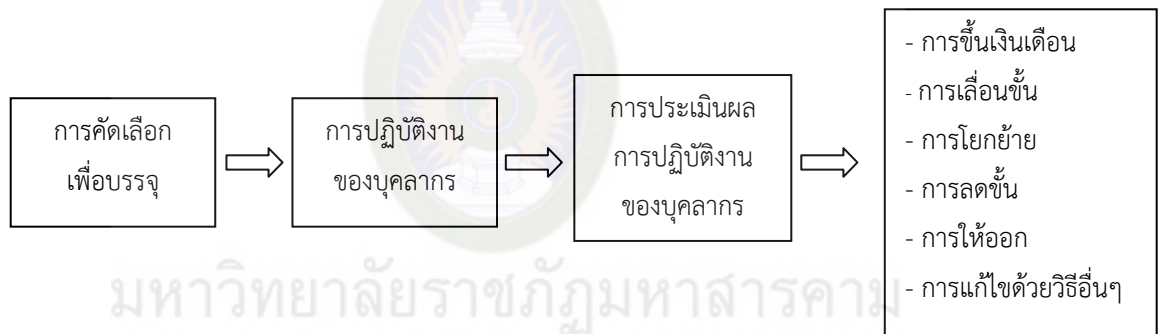 การคัดเลือก
เพื่อบรรจุ
การปฏิบัติงาน
ของบุคลากร
การประเมินผล
การปฏิบัติงาน
ของบุคลากร
- การขึ้นเงินเดือน
- การเลื่อนขั้น
- การโยกย้าย
- การลดขั้น
- การให้ออก
- การแก้ไขด้วยวิธีอื่นๆ
มหาวิทยาลัยราชภัฏมหาสารคาม